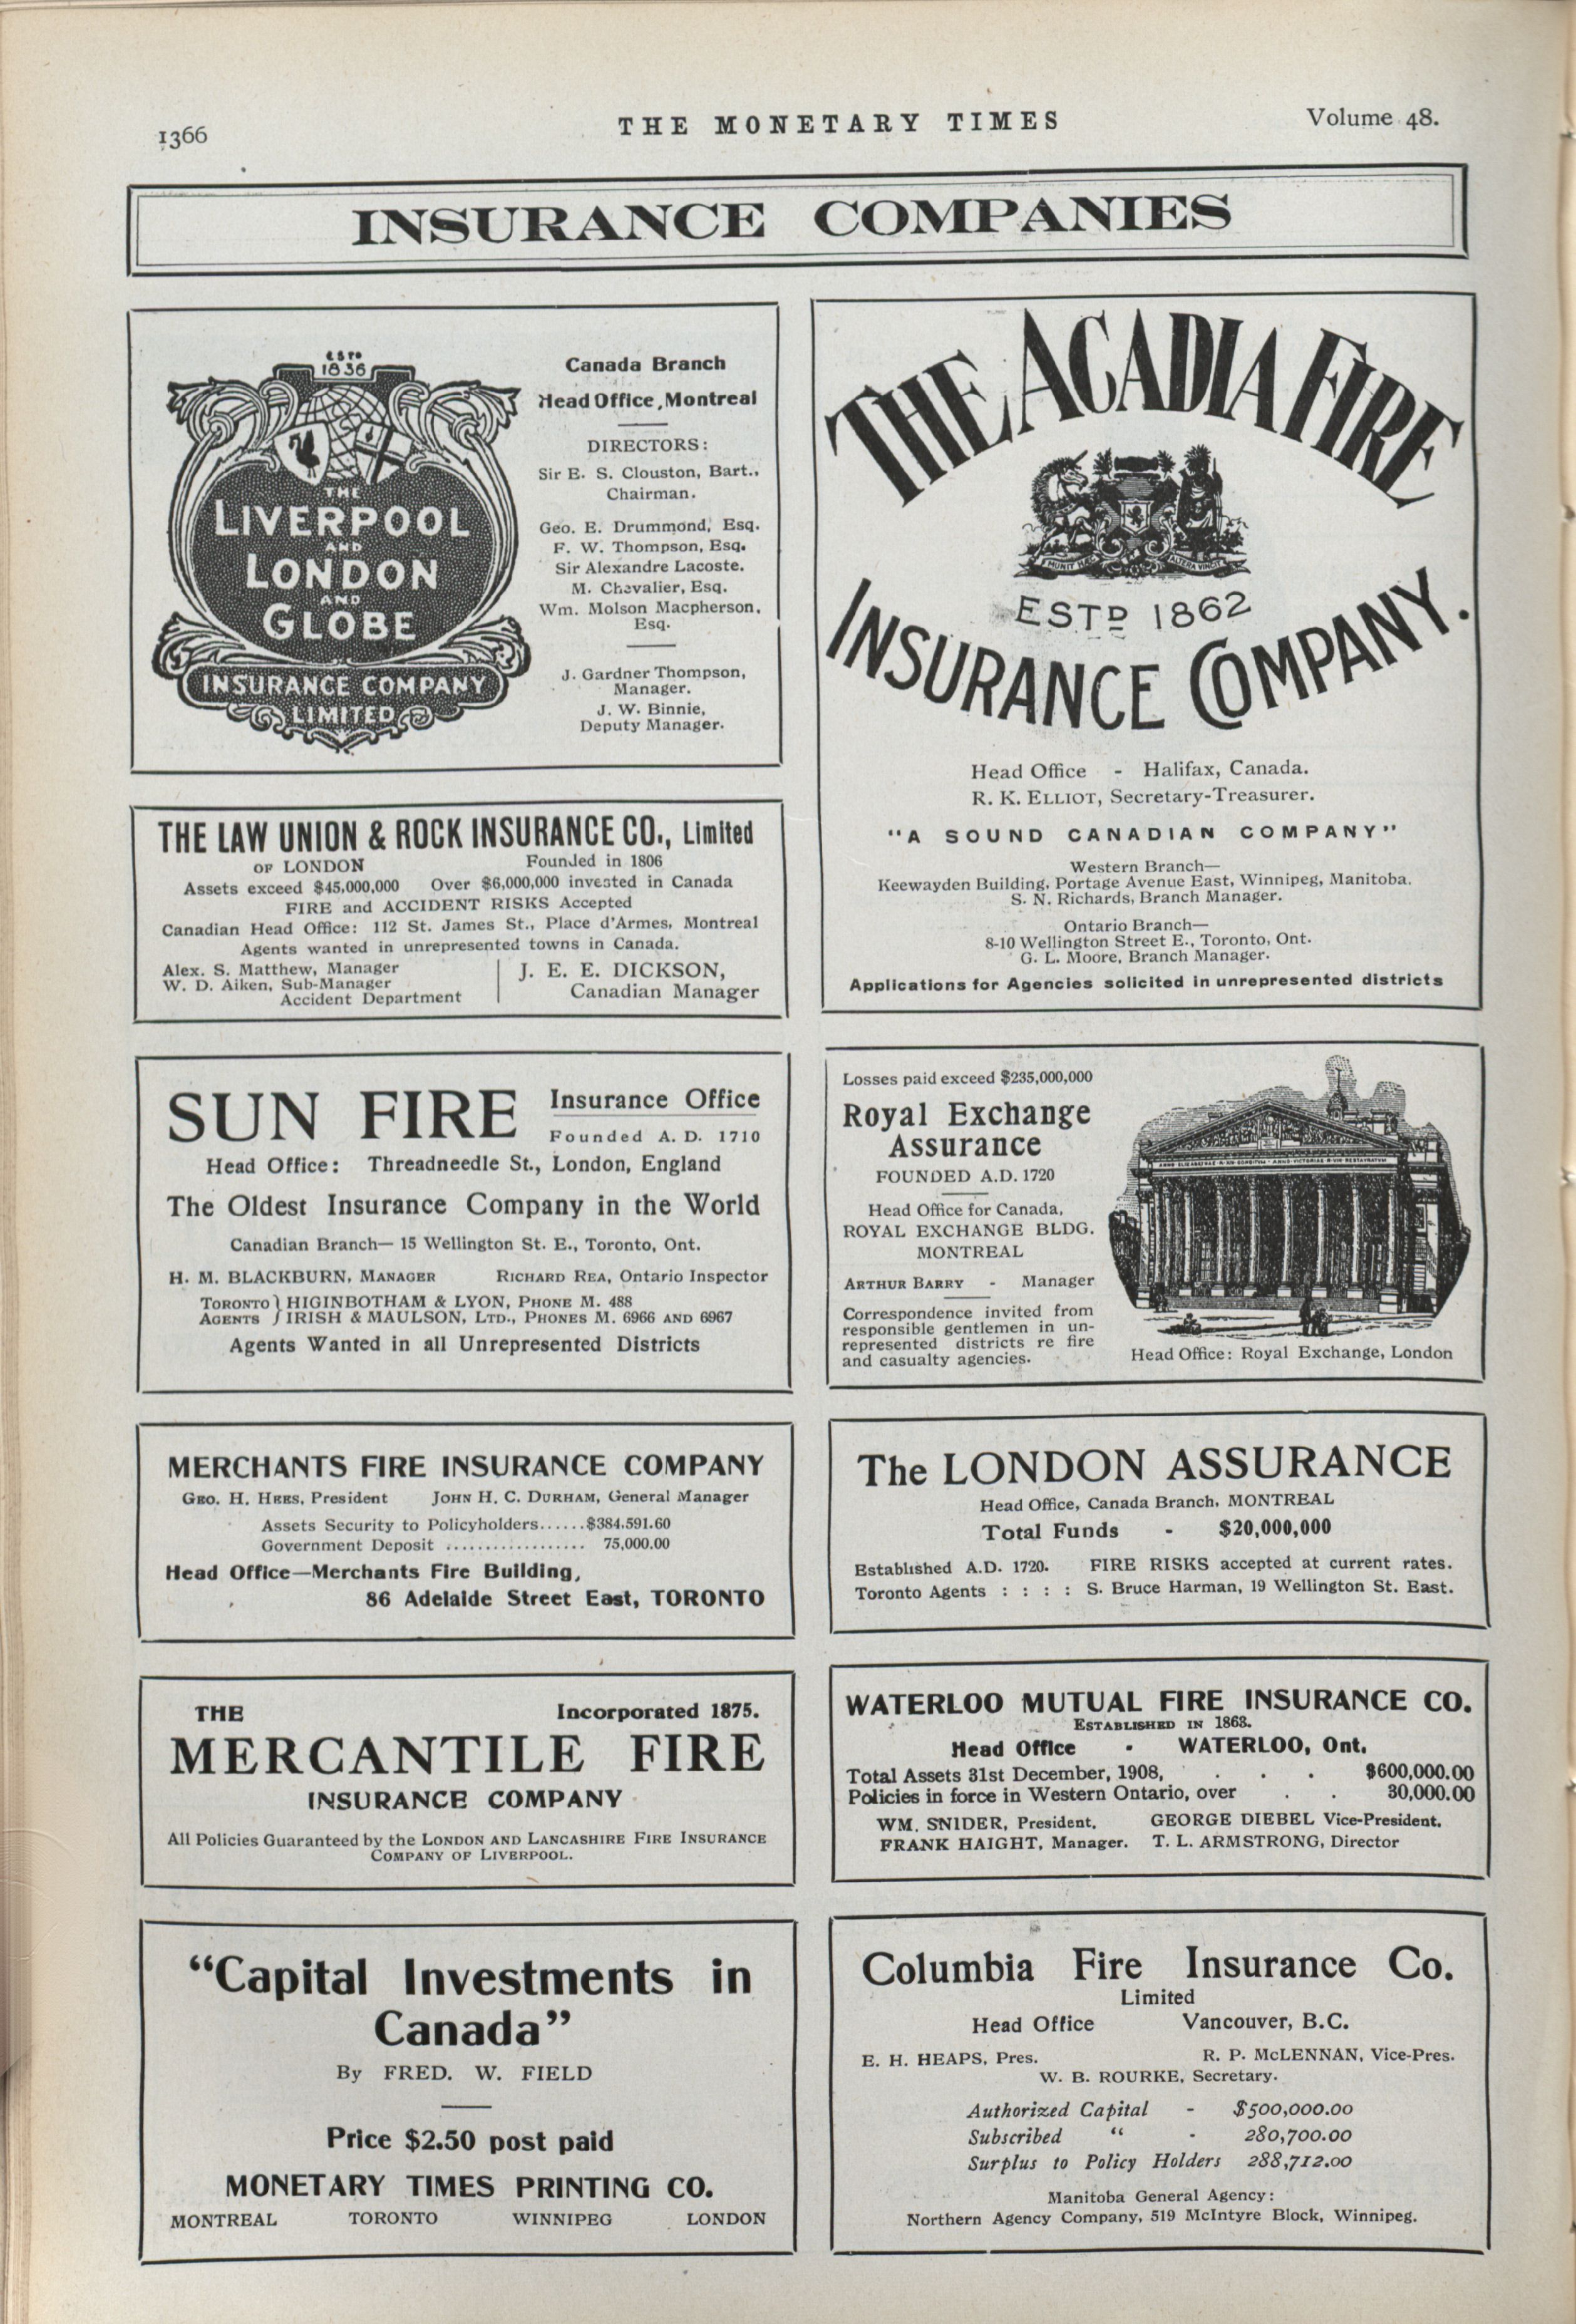 1366
THE MONETARY TIMES
Volume 48.
INSURANCE COMPANIES
ESTD
1836
THE
LIVERPOOL
AND
LONDON
AND
GLOBE
INSURANCE COMPANY
LIMITED
Canada Branch
Head Office, Montreal
DIRECTORS:
Sir E. S. Clouston, Bart.,
Chairman.
Geo. E. Drummond, Esq.
F. W. Thompson, Esq.
Sir Alexandre Lacoste.
M. Chevalier, Esq.
Wm. Molson Macpherson,
Esq.
J. Gardner Thompson,
Manager.
J. W. Binnie,
Deputy Manager.
THE ACADIA FIRE
ESTD 1862
INSURANCE COMPANY.
Head Office - Halifax, Canada.
R. K. ELLIOT, Secretary-Treasurer.
"A SOUND CANADIAN COMPANY"
Western Branch—
Keewayden Building, Portage Avenue East, Winnipeg, Manitoba.
S. N. Richards, Branch Manager.
Ontario Branch—
8-10 Wellington Street E., Toronto, Ont.
G. L. Moore, Branch Manager.
Applications for Agencies solicited in unrepresented districts
THE LAW UNION & ROCK INSURANCE CO., Limited
OF LONDON Founded in 1806
Assets exceed $45,000,000 Over $6,000,000 invested in Canada
FIRE and ACCIDENT RISKS Accepted
Canadian Head Office: 112 St. James St., Place d'Armes, Montreal
Agents wanted in unrepresented towns in Canada.
Alex. S. Matthew, Manager
W. D. Aiken, Sub-Manager
Accident Department
J. E. E. DICKSON,
Canadian Manager
SUN FIRE Insurance Office
Founded A. D. 1710
Head Office: Threadneedle St., London, England
The Oldest Insurance Company in the World
Canadian Branch— 15 Wellington St. E., Toronto, Ont.
H. M. BLACKBURN, MANAGER RICHARD REA, Ontario Inspector
TORONTO } HIGINBOTHAM & LYON, PHONE M. 488
AGENTS } IRISH & MAULSON, LTD., PHONES M. 6966 AND 6967
Agents Wanted in all Unrepresented Districts
Losses paid exceed $235,000,000
Royal Exchange
Assurance
FOUNDED A.D. 1720
Head Office for Canada,
ROYAL EXCHANGE BLDG.
MONTREAL
ARTHUR BARRY - Manager
Correspondence invited from
responsible gentlemen in un-
represented districts re fire
and casualty agencies.
Head Office: Royal Exchange, London
MERCHANTS FIRE INSURANCE COMPANY
GEO. H. HEES, President JOHN H. C. DURHAM, General Manager
Assets Security to Policyholders......$384,591.60
Government Deposit .................. 75,000.00
Head Office—Merchants Fire Building,
86 Adelaide Street East, TORONTO
The LONDON ASSURANCE
Head Office, Canada Branch, MONTREAL
Total Funds - $20,000,000
Established A.D. 1720. FIRE RISKS accepted at current rates.
Toronto Agents : : : : S. Bruce Harman, 19 Wellington St. East.
THE Incorporated 1875.
MERCANTILE FIRE
INSURANCE COMPANY
All Policies Guaranteed by the LONDON AND LANCASHIRE FIRE INSURANCE
COMPANY OF LIVERPOOL.
WATERLOO MUTUAL FIRE INSURANCE CO.
ESTABLISHED IN 1863.
Head Office - WATERLOO, Ont.
Total Assets 31st December, 1908, . . . $600,000.00
Policies in force in Western Ontario, over . . 30,000.00
WM. SNIDER, President, GEORGE DIEBEL Vice-President,
FRANK HAIGHT, Manager. T. L. ARMSTRONG, Director
"Capital Investments in
Canada"
By FRED. W. FIELD
Price $2.50 post paid
MONETARY TIMES PRINTING CO.
MONTREAL TORONTO WINNIPEG LONDON
Columbia Fire Insurance Co.
Limited
Head Office Vancouver, B.C.
E. H. HEAPS, Pres. R. P. McLENNAN, Vice-Pres.
W. B. ROURKE, Secretary.
Authorized Capital - $500,000.00
Subscribed " - 280,700.00
Surplus to Policy Holders 288,712.00
Manitoba General Agency:
Northern Agency Company, 519 McIntyre Block, Winnipeg.